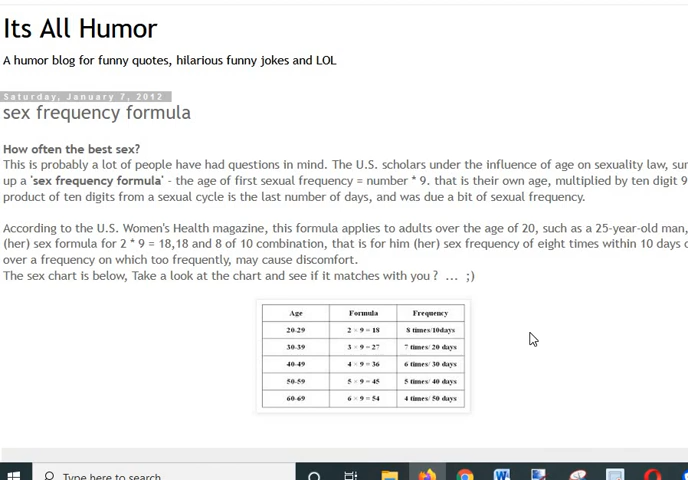 Its All Humor
A humor blog for funny quotes, hilarious funny jokes and LOL
Saturday, January 7, 2012
sex frequency formula
How often the best sex?
This is probably a lot of people have had questions in mind. The U.S. scholars under the influence of age on sexuality law, sur
up a 'sex frequency formula' - the age of first sexual frequency = number * 9. that is their own age, multiplied by ten digit 9
product of ten digits from a sexual cycle is the last number of days, and was due a bit of sexual frequency.
According to the U.S. Women's Health magazine, this formula applies to adults over the age of 20, such as a 25-year-old man,
(her) sex formula for 2 * 9 = 18,18 and 8 of 10 combination, that is for him (her) sex frequency of eight times within 10 days
over a frequency on which too frequently, may cause discomfort.
The sex chart is below, Take a look at the chart and see if it matches with you ? ... ;)
Age Formula Frequency
20-29 2 × 9 = 18 8 times/10days
30-39 3 × 9 = 27 7 times/ 20 days
40-49 4 × 9 = 36 6 times/ 30 days
50-59 5 × 9 = 45 5 times/ 40 days
60-69 6 × 9 = 54 4 times/ 50 days
Type here to search